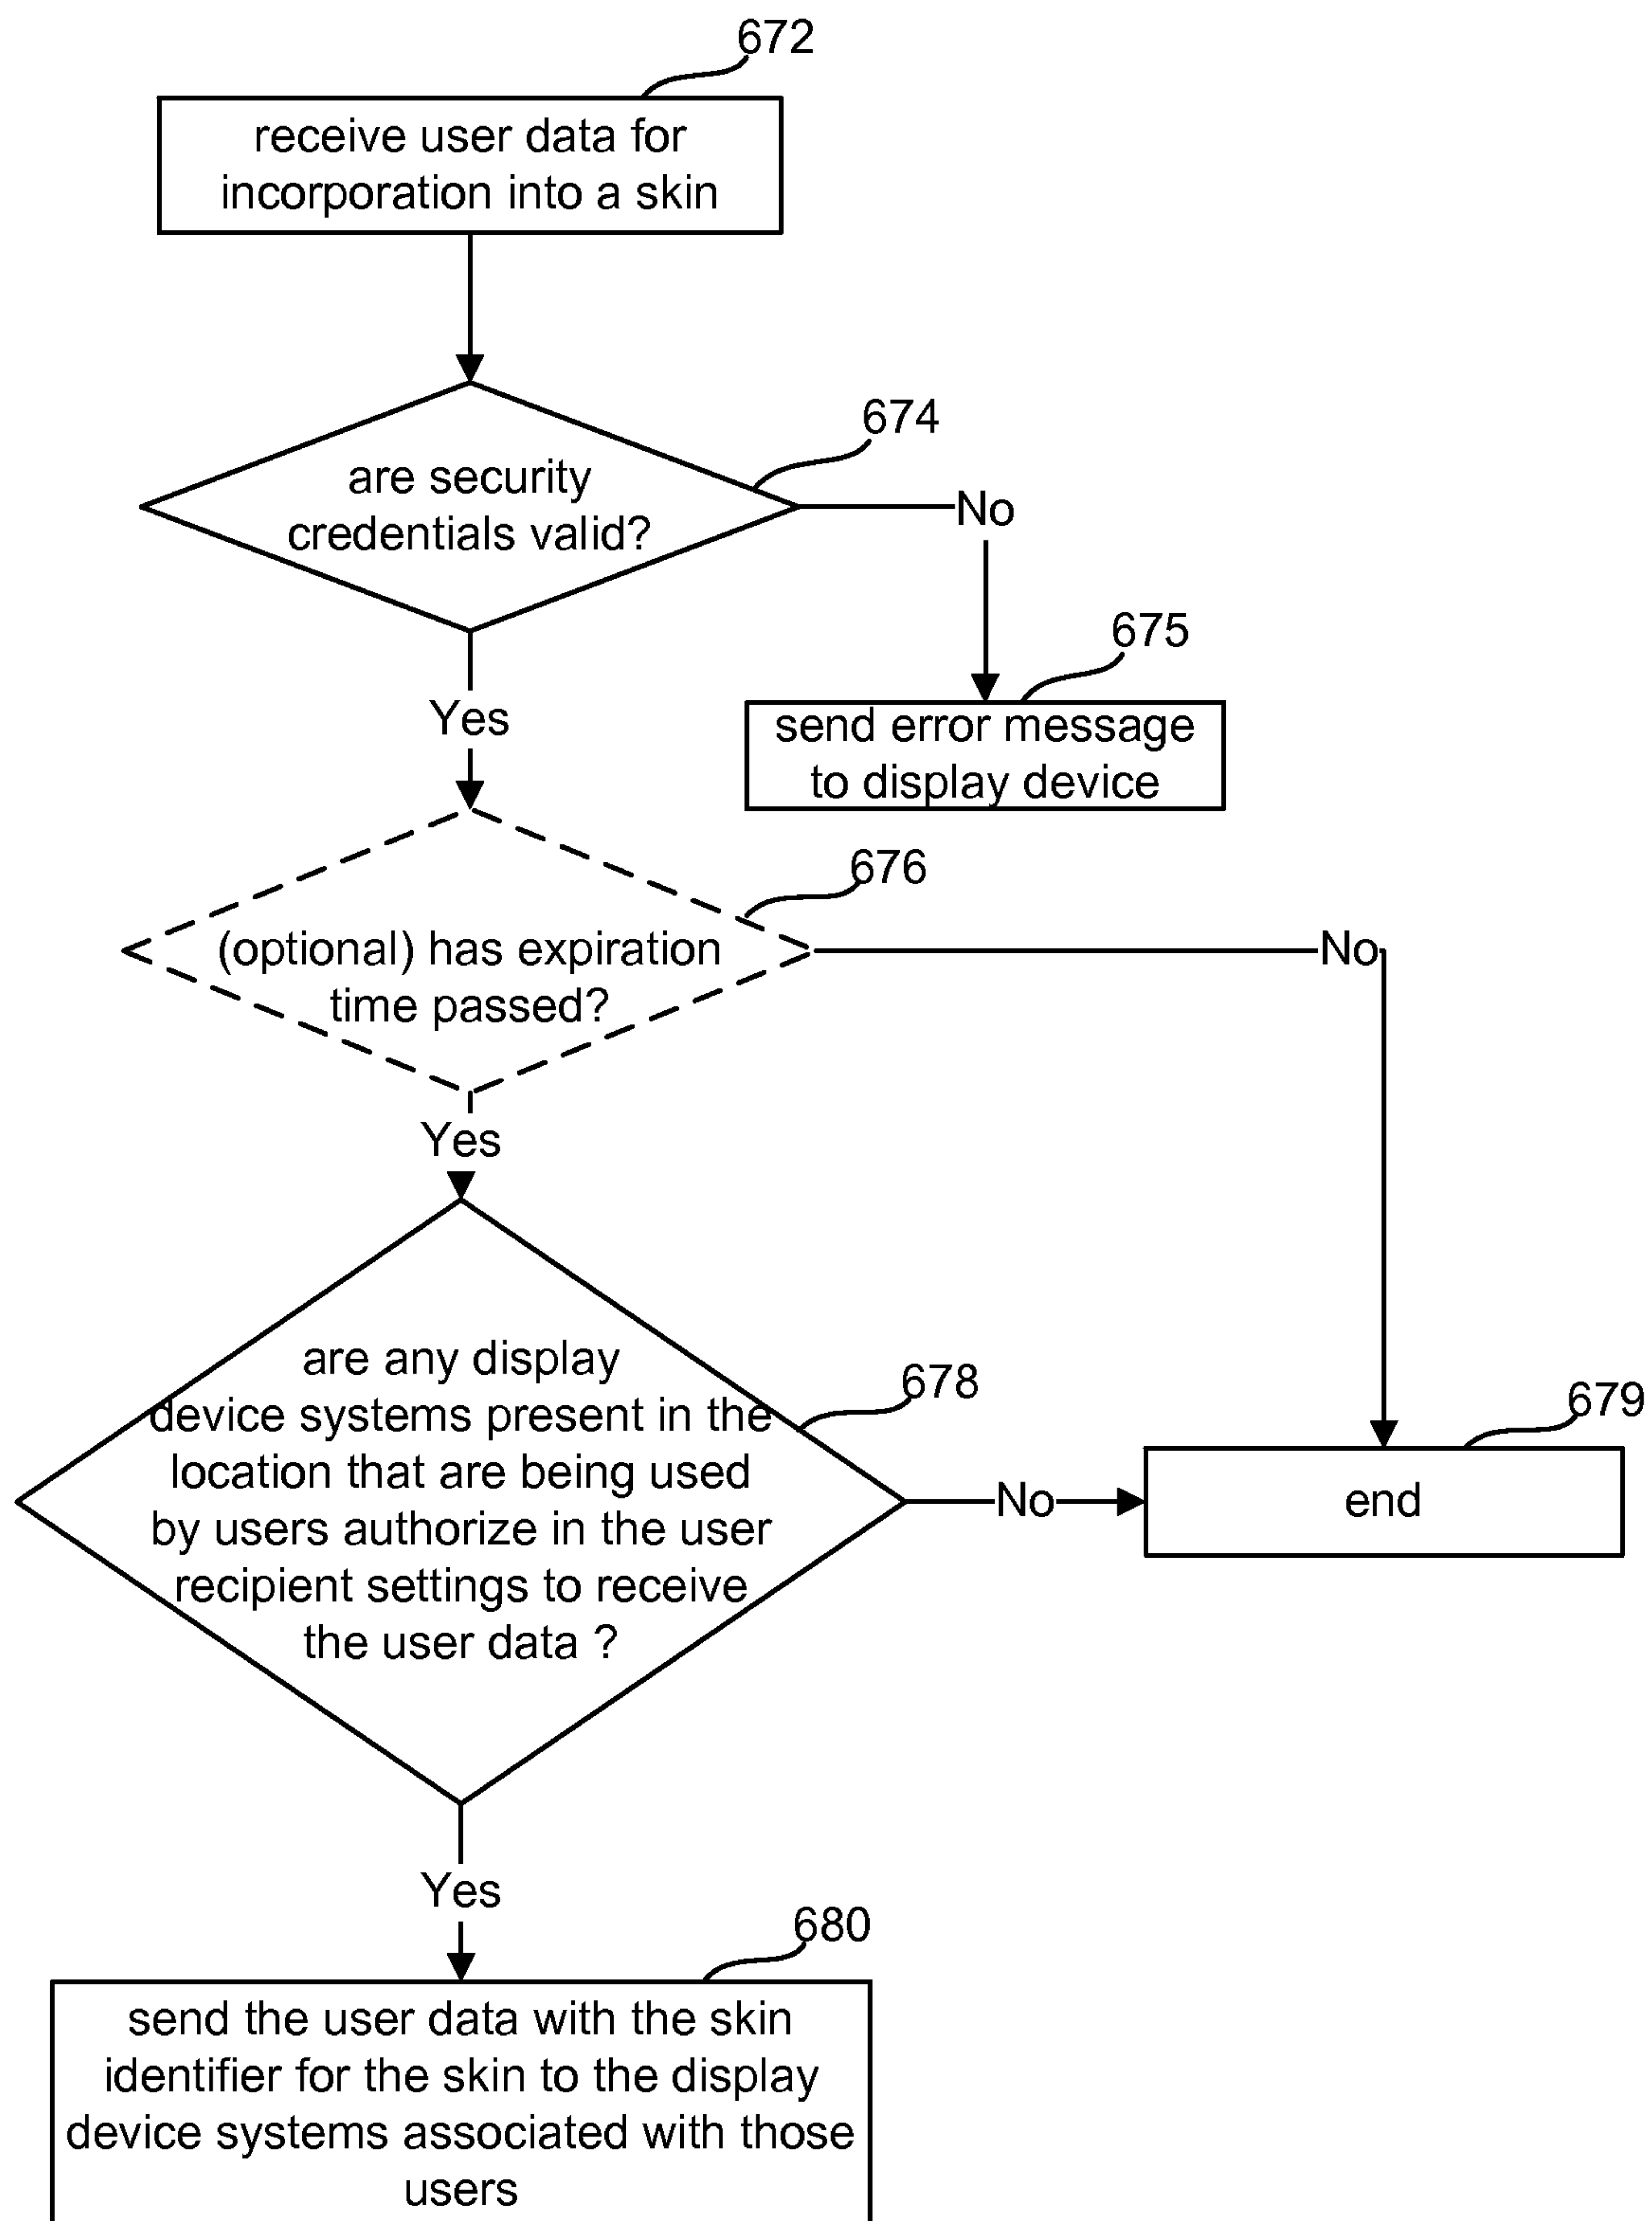 672
receive user data for
incorporation into a skin
674
are security
credentials valid?
No
675
Yes
send error message
to display device
676
(optional) has expiration
time passed?
No
Yes
678
are any display
device systems present in the
location that are being used
by users authorize in the user
recipient settings to receive
the user data ?
679
No
end
Yes
680
send the user data with the skin
identifier for the skin to the display
device systems associated with those
users